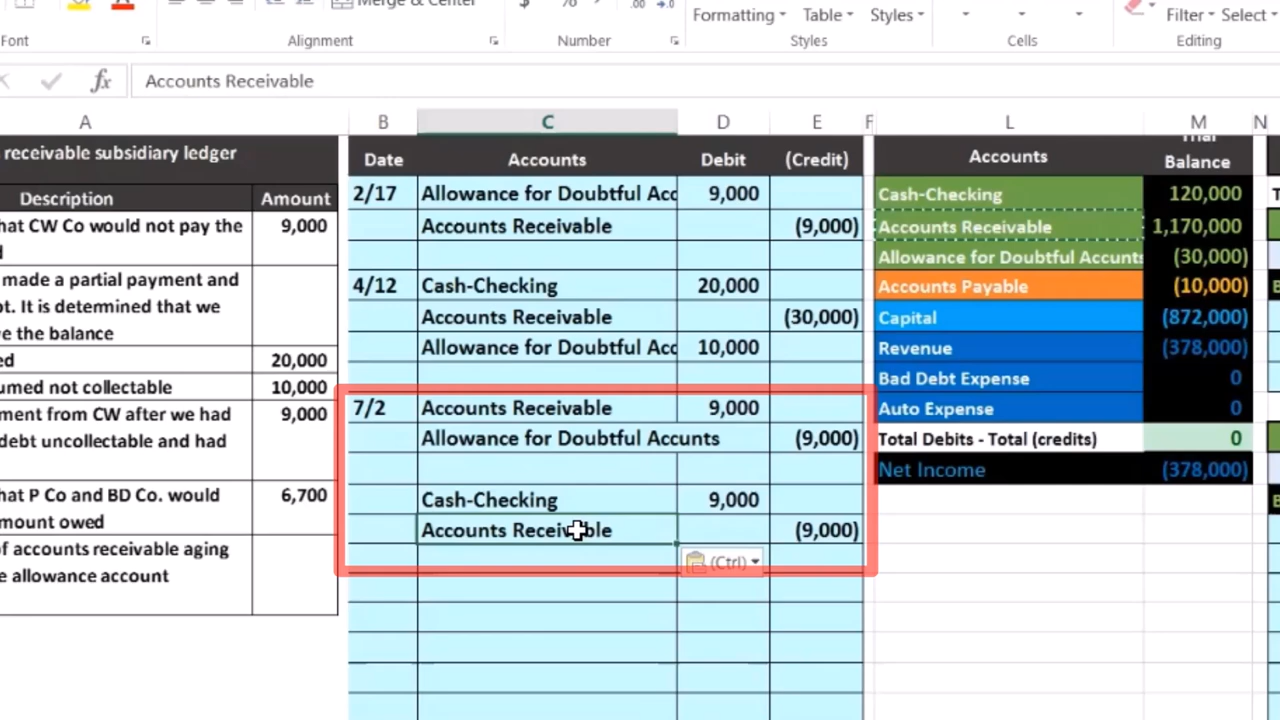 Merge & Center
$ %
Formatting Table Styles
Filter Select
Font Alignment Number Styles Cells Editing
fx Accounts Receivable
A B C D E F L M N
receivable subsidiary ledger
Description Amount
hat CW Co would not pay the 9,000
made a partial payment and
ot. It is determined that we
e the balance
ed 20,000
umed not collectable 10,000
ment from CW after we had 9,000
debt uncollectable and had
hat P Co and BD Co. would 6,700
mount owed
of accounts receivable aging
e allowance account
Date Accounts Debit (Credit)
2/17 Allowance for Doubtful Acc 9,000
Accounts Receivable (9,000)
4/12 Cash-Checking 20,000
Accounts Receivable (30,000)
Allowance for Doubtful Acc 10,000
7/2 Accounts Receivable 9,000
Allowance for Doubtful Accunts (9,000)
Cash-Checking 9,000
Accounts Receivable (9,000)
(Ctrl)
Accounts Trial Balance
Cash-Checking 120,000
Accounts Receivable 1,170,000
Allowance for Doubtful Accunts (30,000)
Accounts Payable (10,000)
Capital (872,000)
Revenue (378,000)
Bad Debt Expense 0
Auto Expense 0
Total Debits - Total (credits) 0
Net Income (378,000)